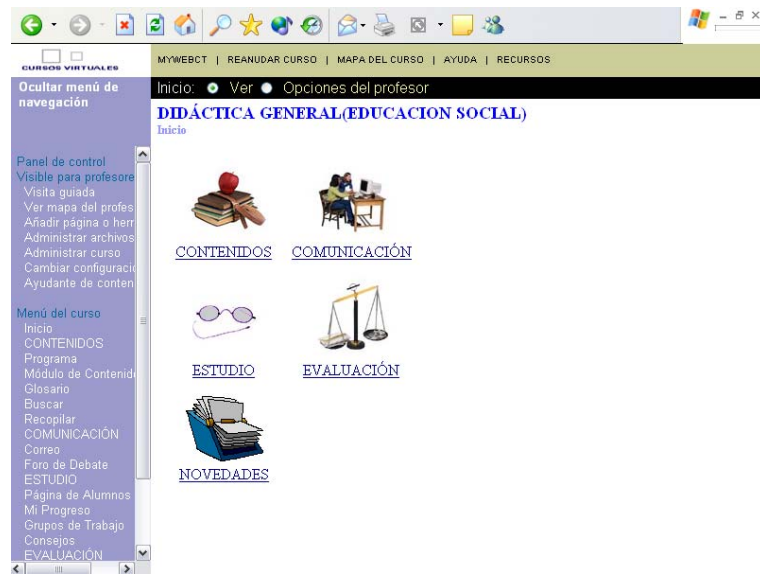 CURSOS VIRTUALES
MYWEBCT | REANUDAR CURSO | MAPA DEL CURSO | AYUDA | RECURSOS
Ocultar menú de
navegación
Inicio: Ver Opciones del profesor
DIDÁCTICA GENERAL(EDUCACION SOCIAL)
Inicio
Panel de control
Visible para profesore
Visita guiada
Ver mapa del profes
Añadir página o herr
Administrar archivos
Administrar curso
Cambiar configuraci
Ayudante de conten
Menú del curso
Inicio
CONTENIDOS
Programa
Módulo de Contenid
Glosario
Buscar
Recopilar
COMUNICACIÓN
Correo
Foro de Debate
ESTUDIO
Página de Alumnos
Mi Progreso
Grupos de Trabajo
Consejos
EVALUACIÓN
CONTENIDOS COMUNICACIÓN
ESTUDIO EVALUACIÓN
NOVEDADES